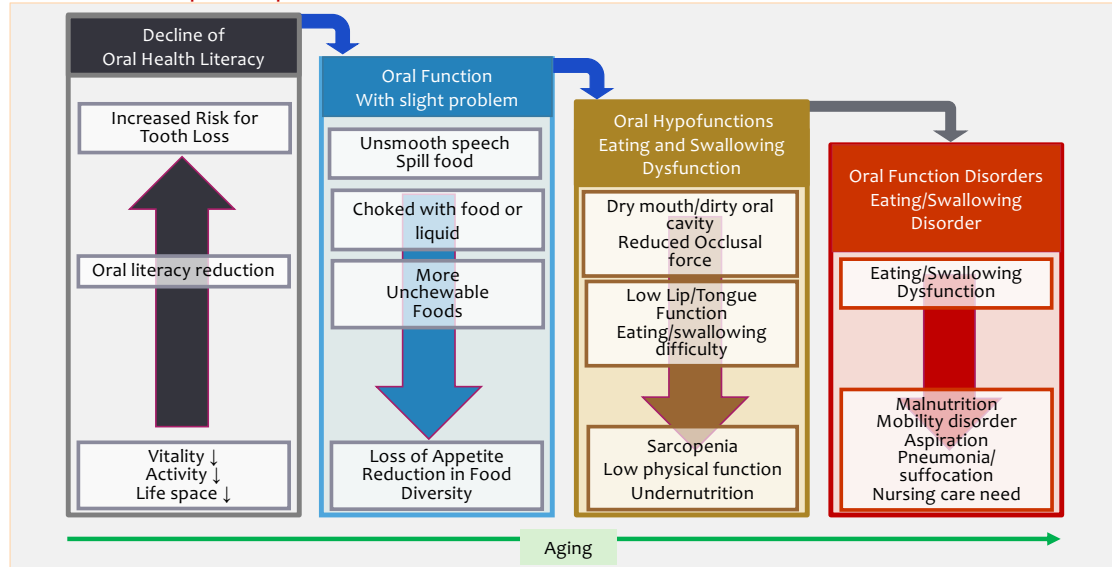 Decline of
Oral Health Literacy
Increased Risk for
Tooth Loss
Oral literacy reduction
Vitality ↓
Activity ↓
Life space ↓
Oral Function
With slight problem
Unsmooth speech
Spill food
Choked with food or
liquid
More
Unchewable
Foods
Loss of Appetite
Reduction in Food
Diversity
Oral Hypofunctions
Eating and Swallowing
Dysfunction
Dry mouth/dirty oral
cavity
Reduced Occlusal
force
Low Lip/Tongue
Function
Eating/swallowing
difficulty
Sarcopenia
Low physical function
Undernutrition
Oral Function Disorders
Eating/Swallowing
Disorder
Eating/Swallowing
Dysfunction
Malnutrition
Mobility disorder
Aspiration
Pneumonia/
suffocation
Nursing care need
Aging